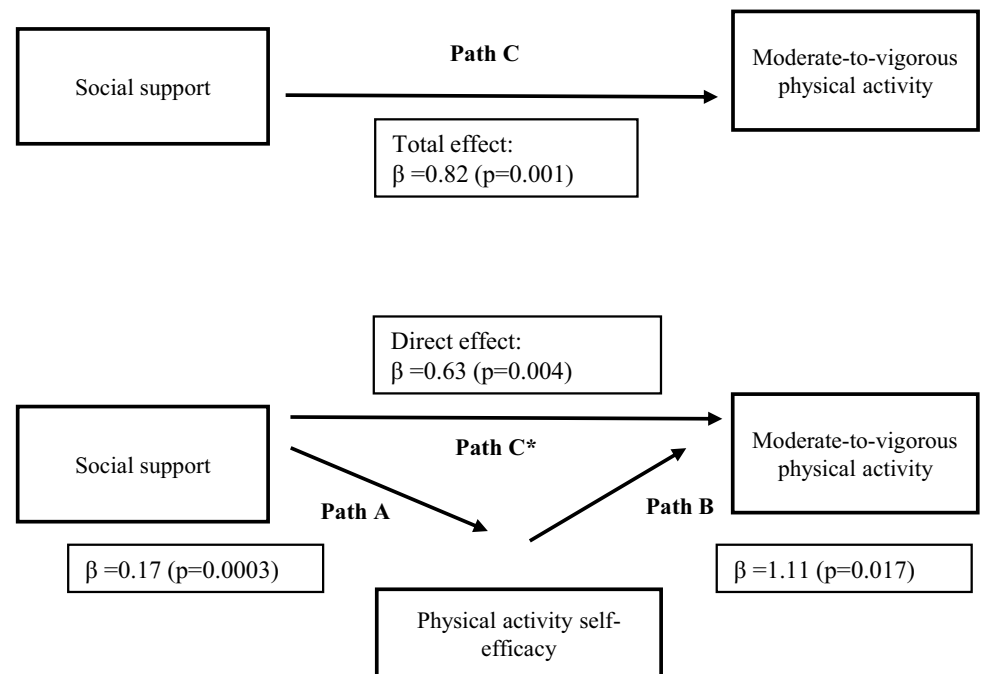 Social support
Path C
Moderate-to-vigorous
physical activity
Total effect:
β =0.82 (p=0.001)
Direct effect:
β =0.63 (p=0.004)
Social support
Path C*
Moderate-to-vigorous
physical activity
Path A
Path B
β =0.17 (p=0.0003)
β =1.11 (p=0.017)
Physical activity self-
efficacy